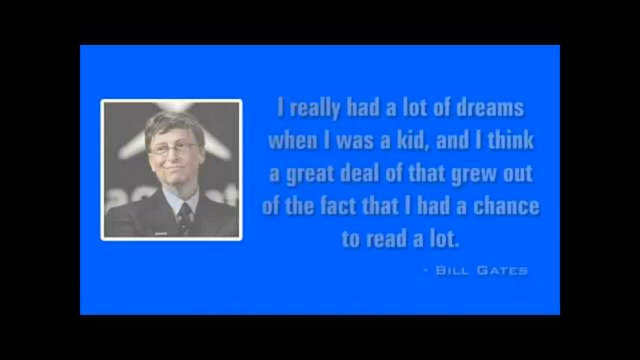 I really had a lot of dreams
when I was a kid, and I think
a great deal of that grew out
of the fact that I had a chance
to read a lot.
- Bill Gates